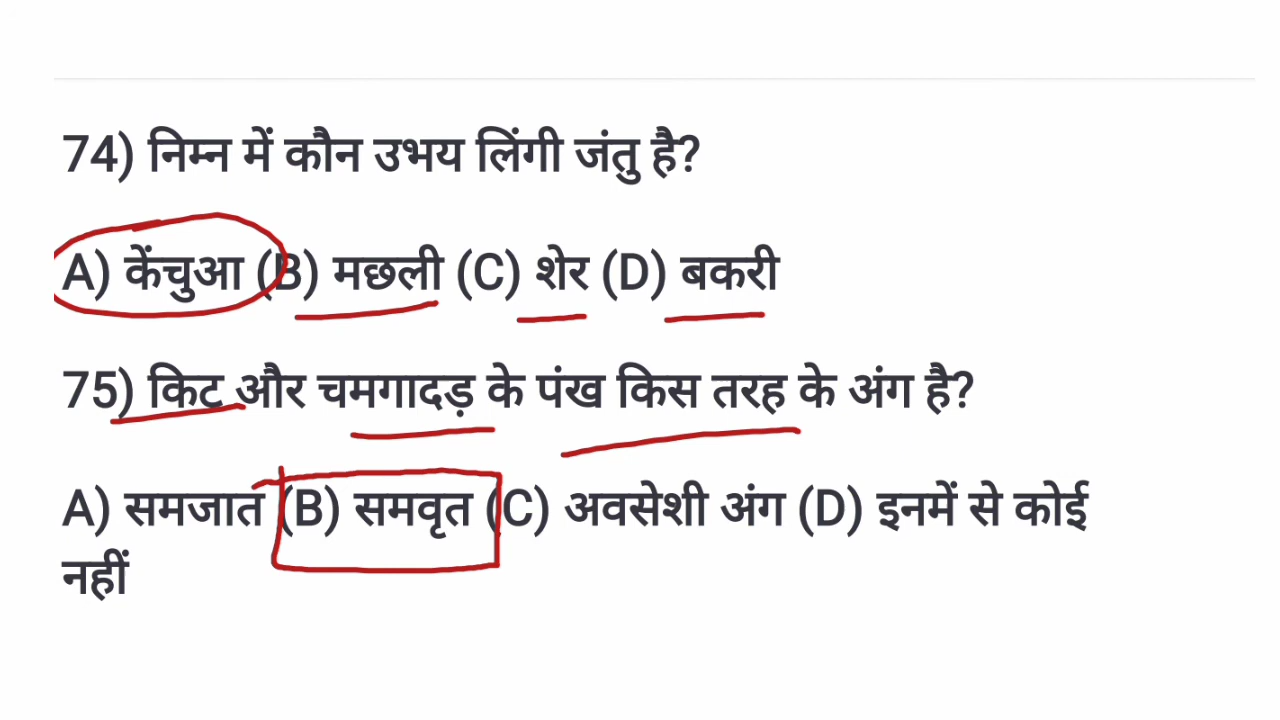 74) निम्न में कौन उभय लिंगी जंतु है?
A) केंचुआ (B) मछली (C) शेर (D) बकरी
75) किट और चमगादड़ के पंख किस तरह के अंग है?
A) समजात (B) समवृत (C) अवसेशी अंग (D) इनमें से कोई
नहीं